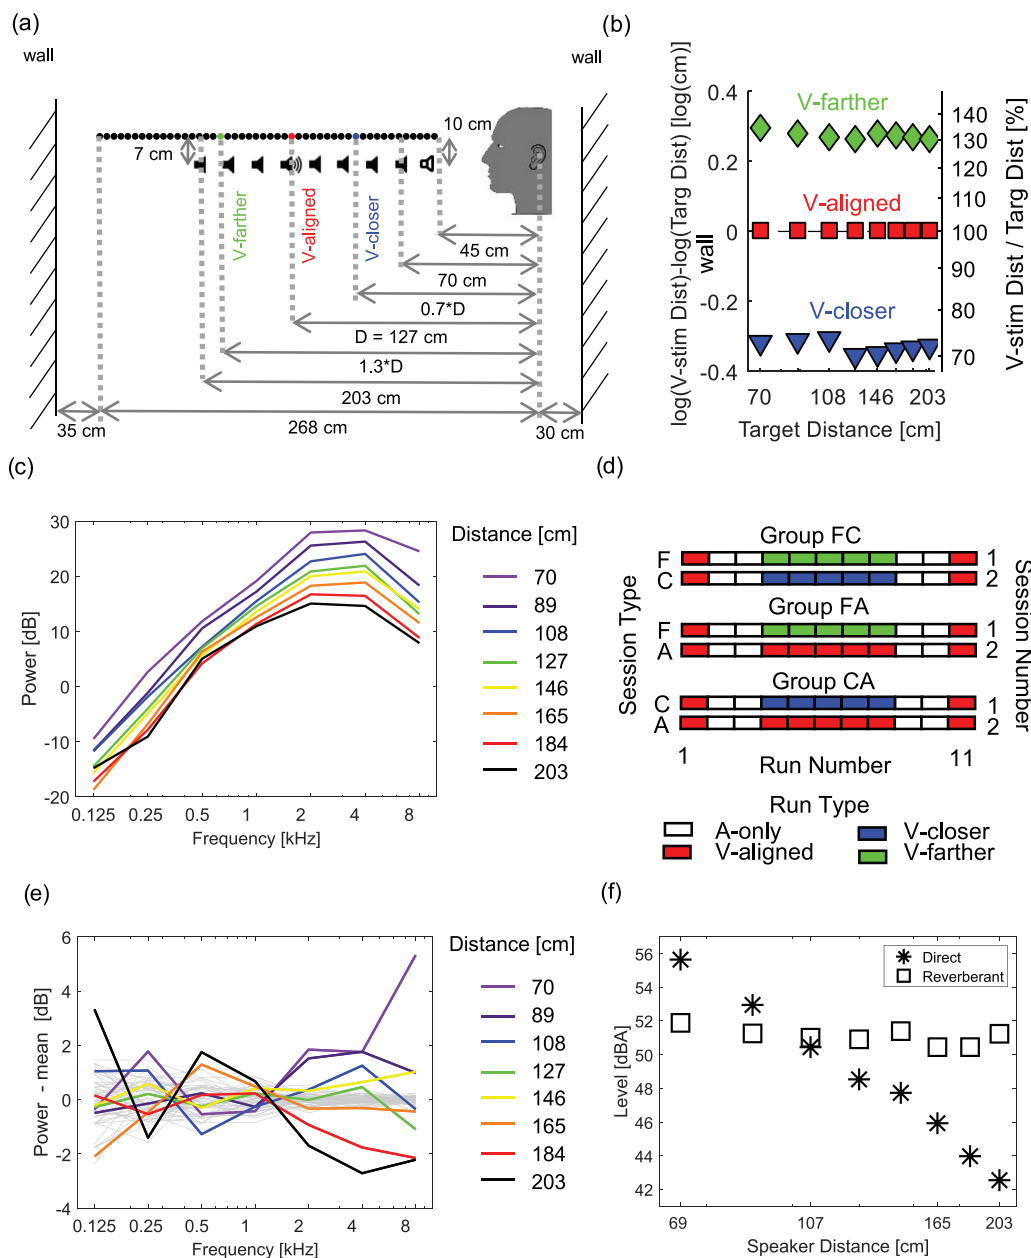 (a)
wall
wall
10 cm
7 cm
V-farther
V-aligned
V-closer
45 cm
70 cm
0.7*D
D = 127 cm
1.3*D
203 cm
35 cm
268 cm
30 cm
(b)
log(V-stim Dist)-log(Targ Dist) [log(cm)]
wall
0.4
0.2
0
-0.2
-0.4
V-farther
V-aligned
V-closer
140
130
120
110
100
90
80
70
V-stim Dist / Targ Dist [%]
70
108
146
203
Target Distance [cm]
(c)
Power [dB]
30
20
10
0
-10
-20
0.125
0.25
0.5
1
2
4
8
Frequency [kHz]
Distance [cm]
70
89
108
127
146
165
184
203
(d)
Session Type
Session Number
Group FC
F
1
C
2
Group FA
F
1
A
2
Group CA
C
1
A
2
1
11
Run Number
Run Type
A-only
V-closer
V-aligned
V-farther
(e)
Power - mean [dB]
6
4
2
0
-2
-4
0.125
0.25
0.5
1
2
4
8
Frequency [kHz]
Distance [cm]
70
89
108
127
146
165
184
203
(f)
Level [dBA]
56
54
52
50
48
46
44
42
Direct
Reverberant
69
107
165
203
Speaker Distance [cm]